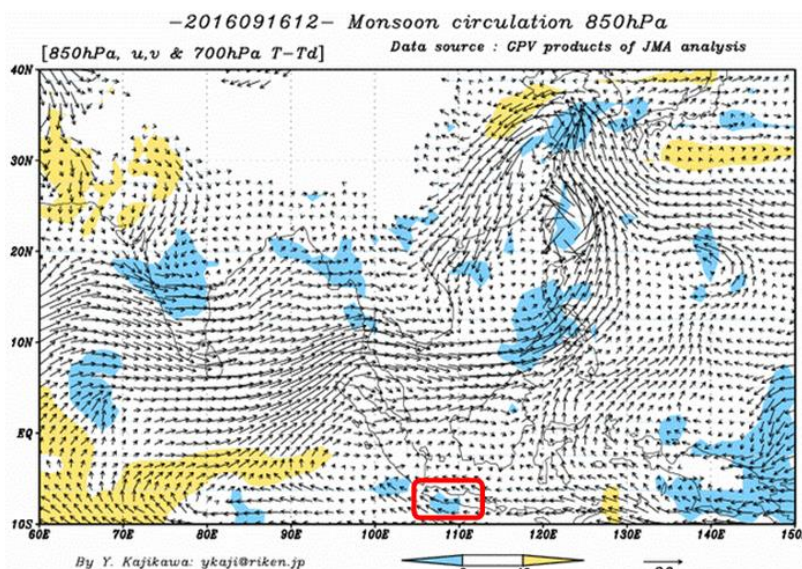 -2016091612- Monsoon circulation 850hPa
[850hPa, u,v & 700hPa T-Td]
Data source : GPV products of JMA analysis
40N
30N
20N
10N
EQ
10S
60E 70E 80E 90E 100E 110E 120E 130E 140E 150E
By Y. Kajikawa: ykaji@riken.jp